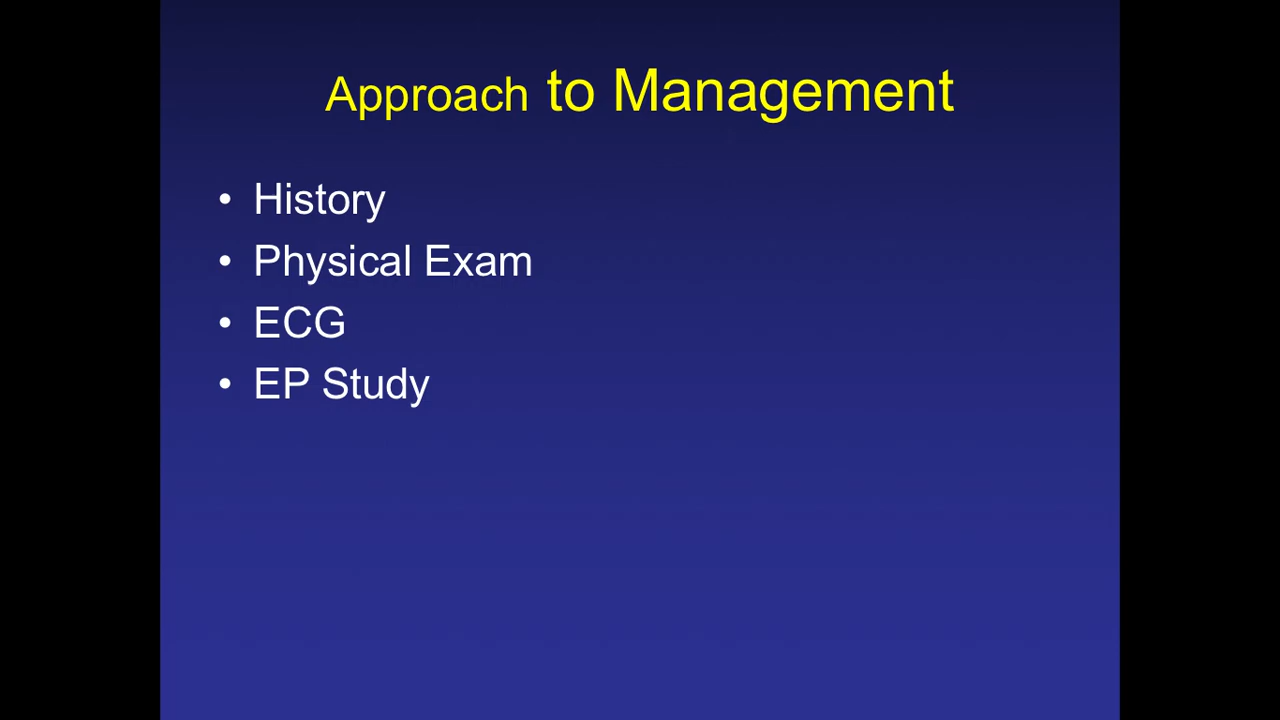 Approach to Management
• History
• Physical Exam
• ECG
• EP Study